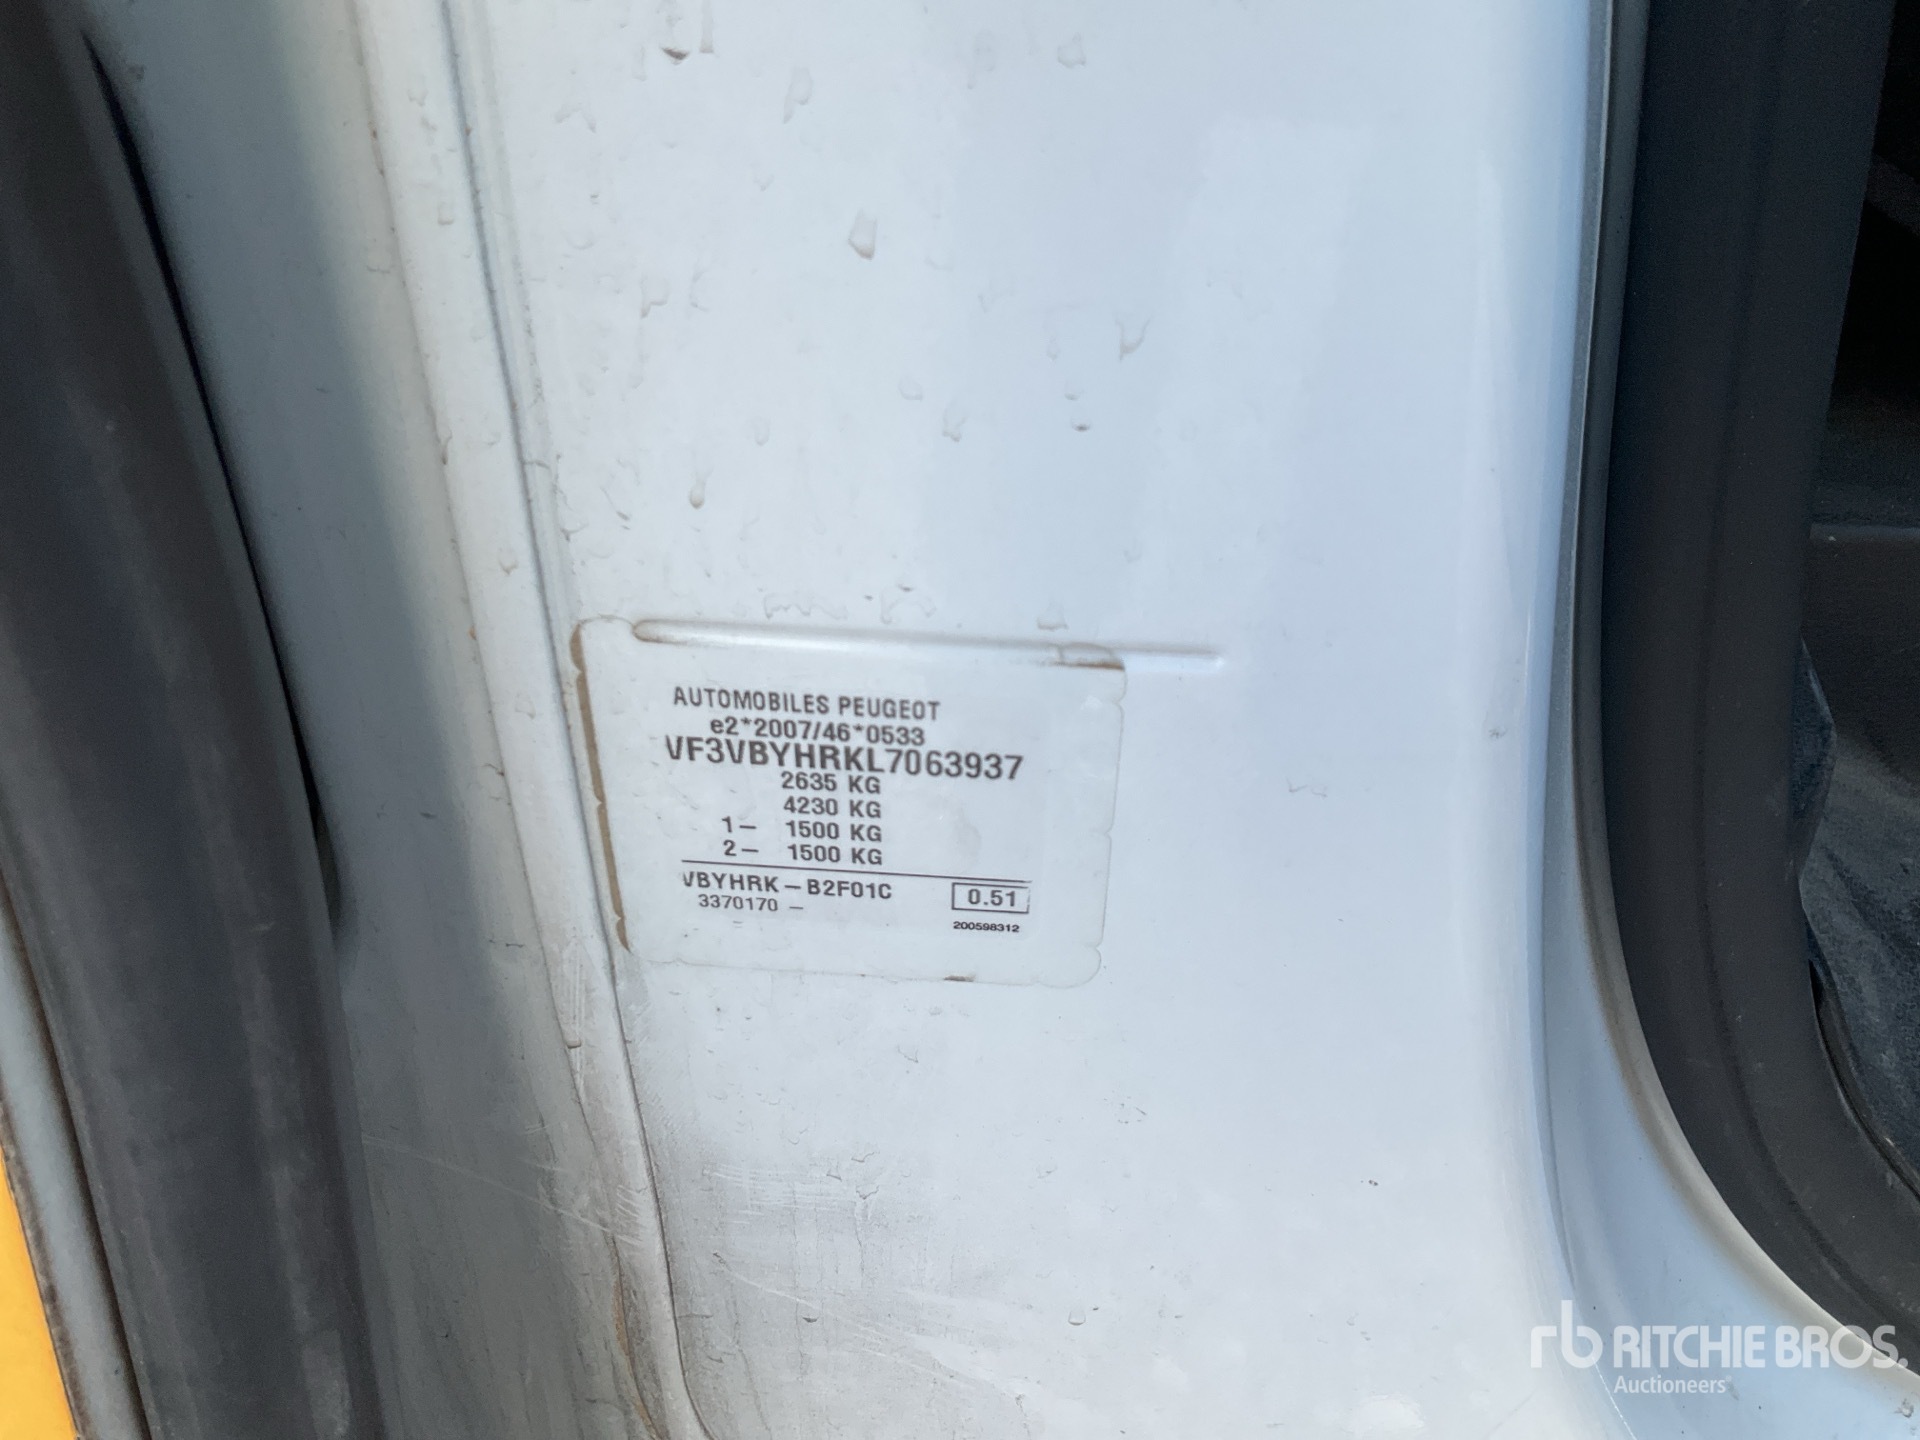 AUTOMOBILES PEUGEOT
e2*2007/46*0533
VF3VBYHRKL7063937
2635 KG
4230 KG
1- 1500 KG
2- 1500 KG
VBYHRK-B2F01C 0.51
3370170 -
200598312
rb RITCHIE BROS.
Auctioneers